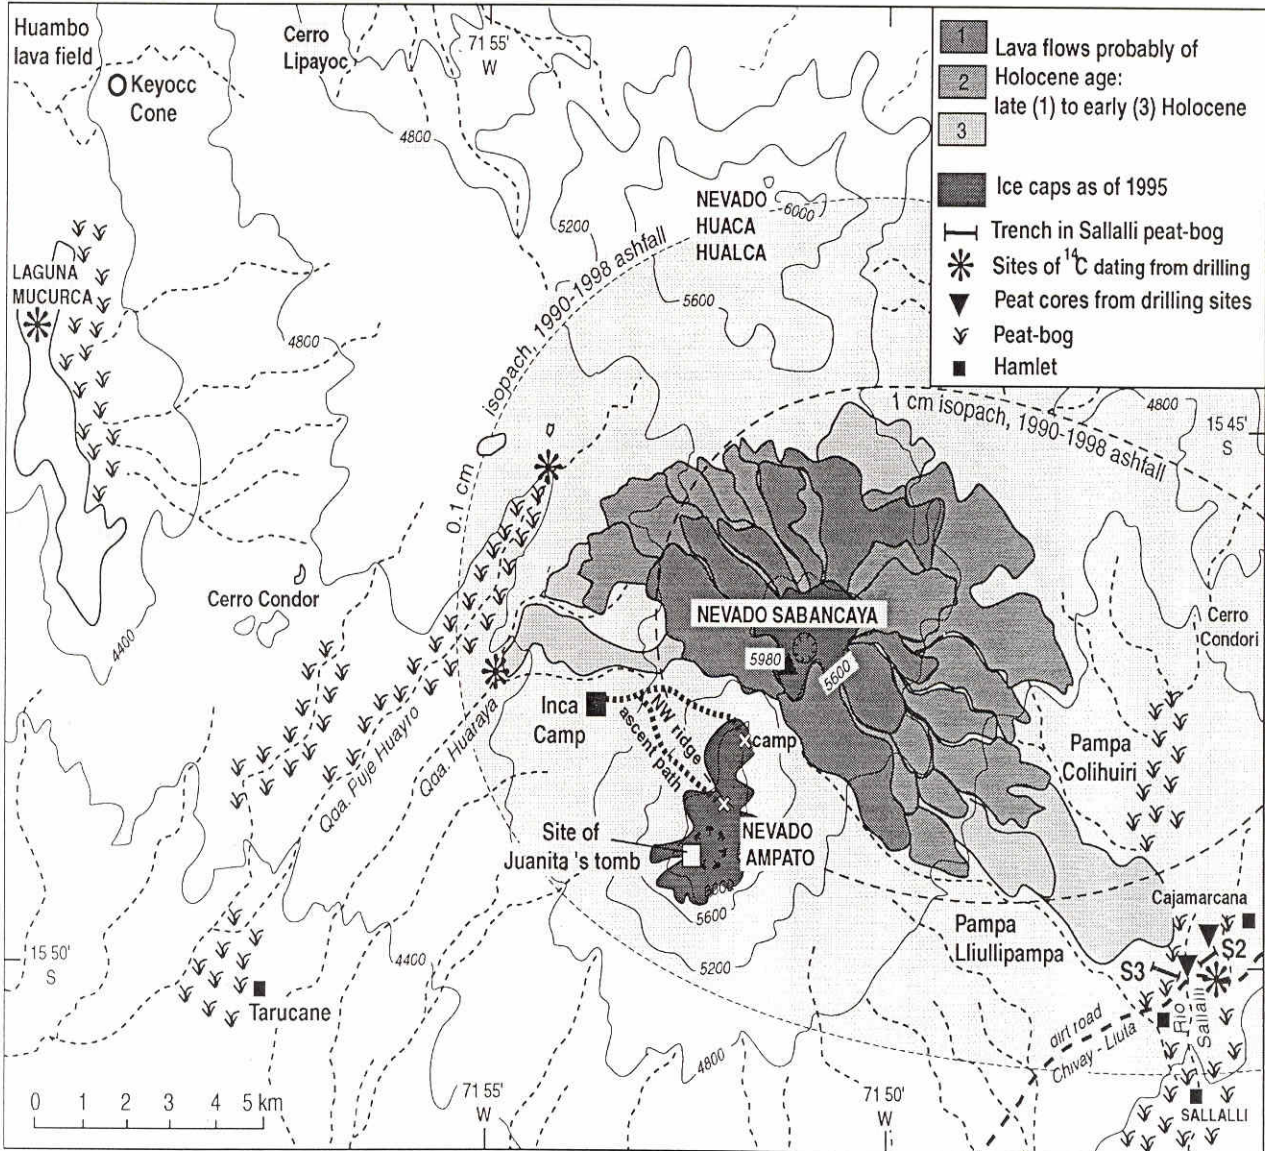 Huambo
lava field
Keyocc
Cone
Cerro
Lipayoc
71 55'
W
4800
1
2
3
Lava flows probably of
Holocene age:
late (1) to early (3) Holocene
Ice caps as of 1995
Trench in Sallalli peat-bog
Sites of 14C dating from drilling
Peat cores from drilling sites
Peat-bog
Hamlet
NEVADO
HUACA
HUALCA
6000
5200
5600
LAGUNA
MUCURCA
4800
0.1 cm isopach, 1990-1998 ashfall
1 cm isopach, 1990-1998 ashfall
4800
15 45'
S
Cerro Condor
4400
NEVADO SABANCAYA
5980
5600
Cerro
Condori
Inca
Camp
NW ridge
ascent path
camp
Pampa
Colihuiri
Qda. Puje Huayto
Qda. Huaraya
Site of
Juanita 's tomb
NEVADO
AMPATO
6000
5600
5200
Pampa
Lliullipampa
Cajamarcana
S2
S3
15 50'
S
4400
Tarucane
dirt road
Chivay - Lluta
Rio
Sallalli
4800
SALLALLI
0 1 2 3 4 5 km
71 55'
W
71 50'
W